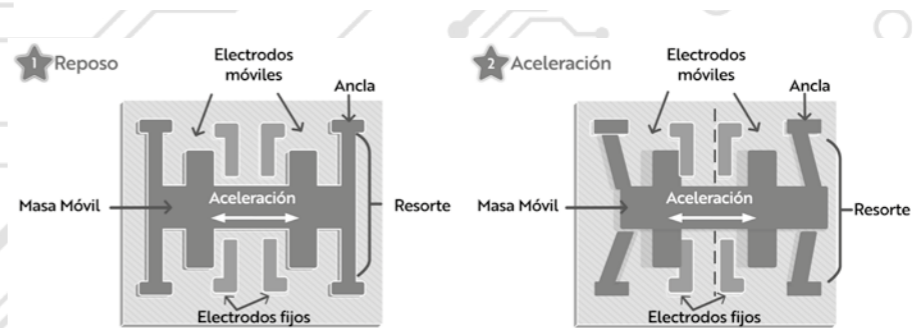 1 Reposo
Electrodos
móviles
Ancla
Masa Móvil
Aceleración
Resorte
Electrodos fijos
2 Aceleración
Electrodos
móviles
Ancla
Masa Móvil
Aceleración
Resorte
Electrodos fijos